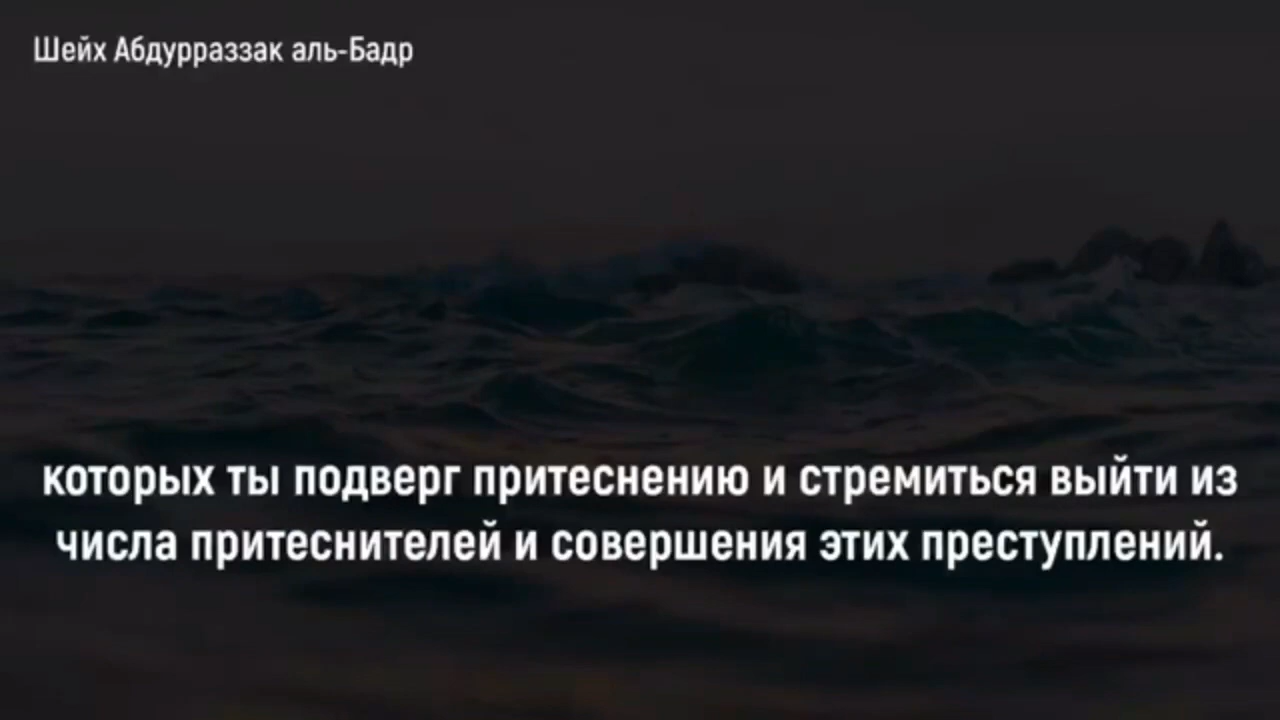 Шейх Абдурраззак аль-Бадр
которых ты подверг притеснению и стремиться выйти из
числа притеснителей и совершения этих преступлений.